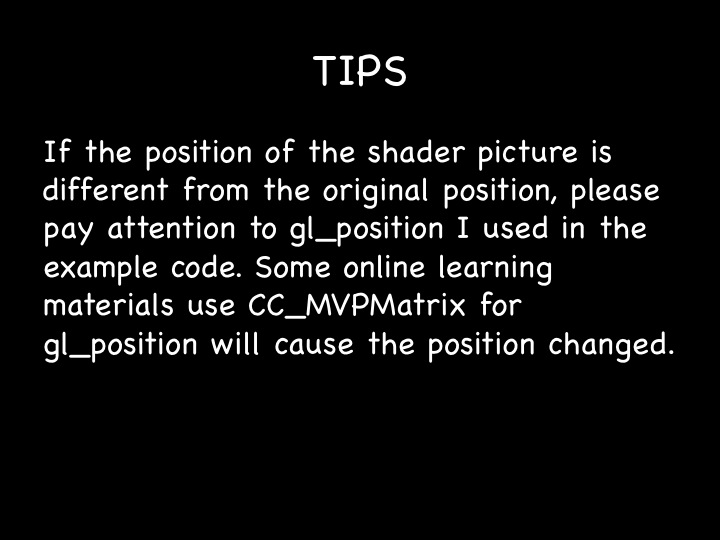 TIPS
If the position of the shader picture is
different from the original position, please
pay attention to gl_position I used in the
example code. Some online learning
materials use CC_MVPMatrix for
gl_position will cause the position changed.